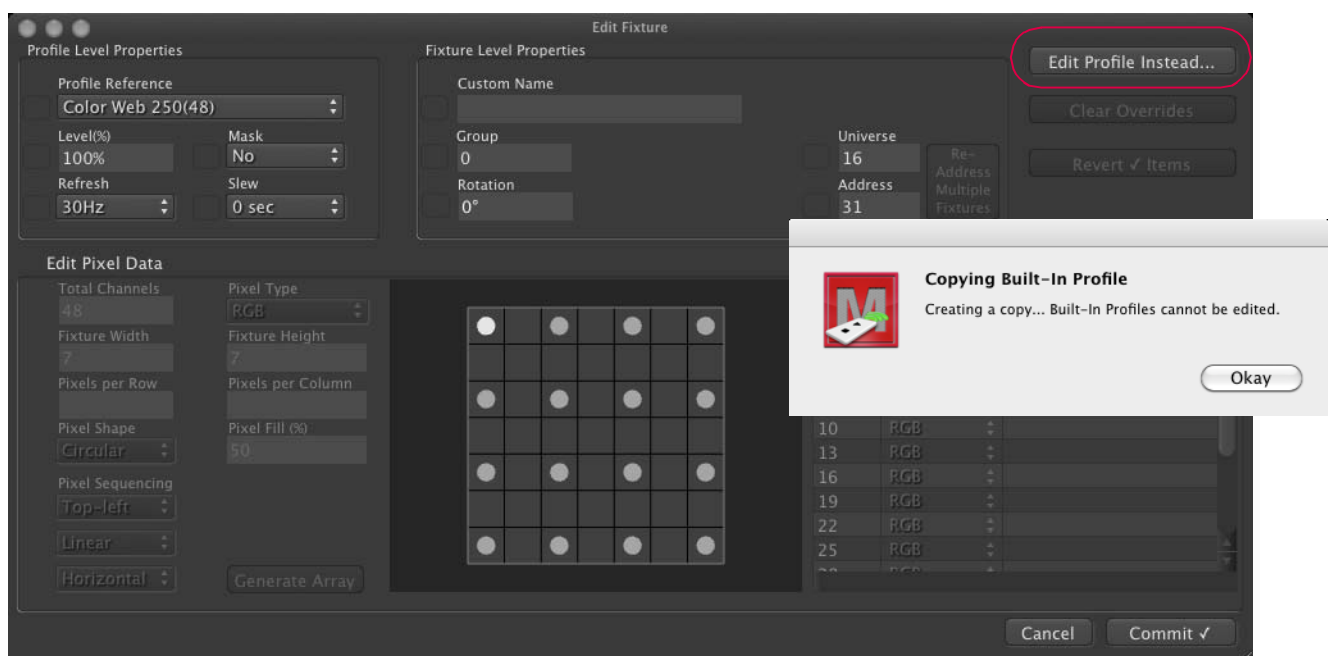 Edit Fixture
Profile Level Properties
Fixture Level Properties
Edit Profile Instead...
Profile Reference
Color Web 250(48)
Custom Name
Clear Overrides
Level(%)
Mask
100%
No
Group
0
Universe
16
Re-
Address
Multiple
Fixtures
Revert ✓ Items
Refresh
Slew
30Hz
0 sec
Rotation
0°
Address
31
Edit Pixel Data
Total Channels
Pixel Type
48
RGB
Fixture Width
Fixture Height
7
7
Pixels per Row
Pixels per Column
Pixel Shape
Pixel Fill (%)
Circular
50
Pixel Sequencing
Top-left
Linear
Horizontal
Generate Array
Copying Built-In Profile
Creating a copy... Built-In Profiles cannot be edited.
M
Okay
10 RGB
13 RGB
16 RGB
19 RGB
22 RGB
25 RGB
Cancel
Commit ✓